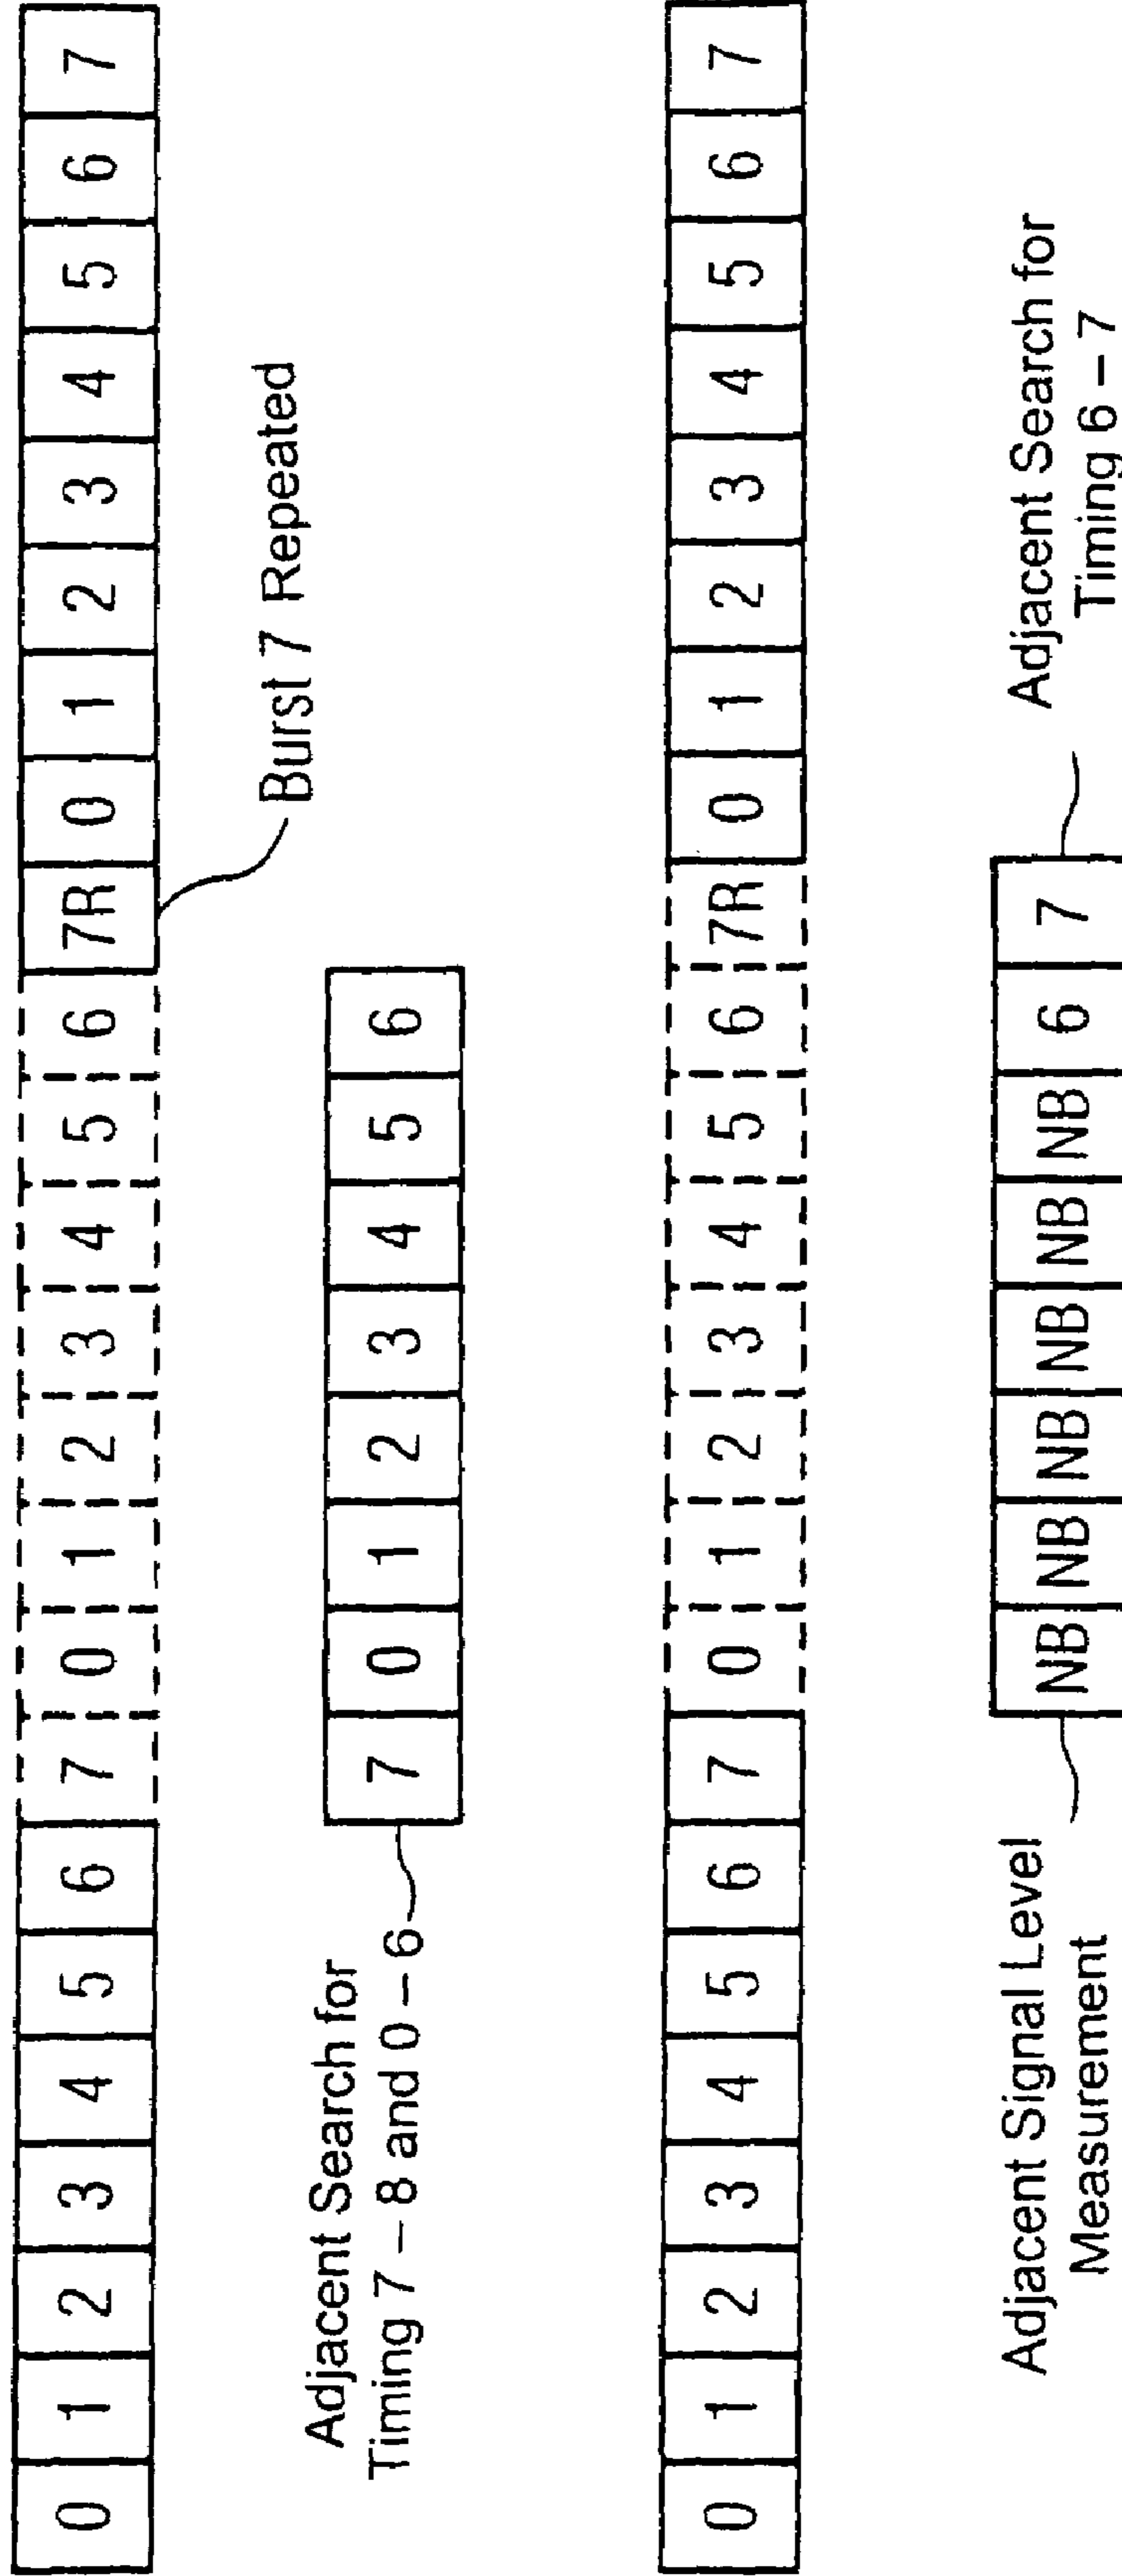 0 1 2 3 4 5 6 7 0 1 2 3 4 5 6 7R 0 1 2 3 4 5 6 7
Burst 7 Repeated
Adjacent Search for
Timing 7 – 8 and 0 – 6
7 0 1 2 3 4 5 6
0 1 2 3 4 5 6 7 0 1 2 3 4 5 6 7R 0 1 2 3 4 5 6 7
Adjacent Signal Level
Measurement
NB NB NB NB NB NB 6 7
Adjacent Search for
Timing 6 – 7